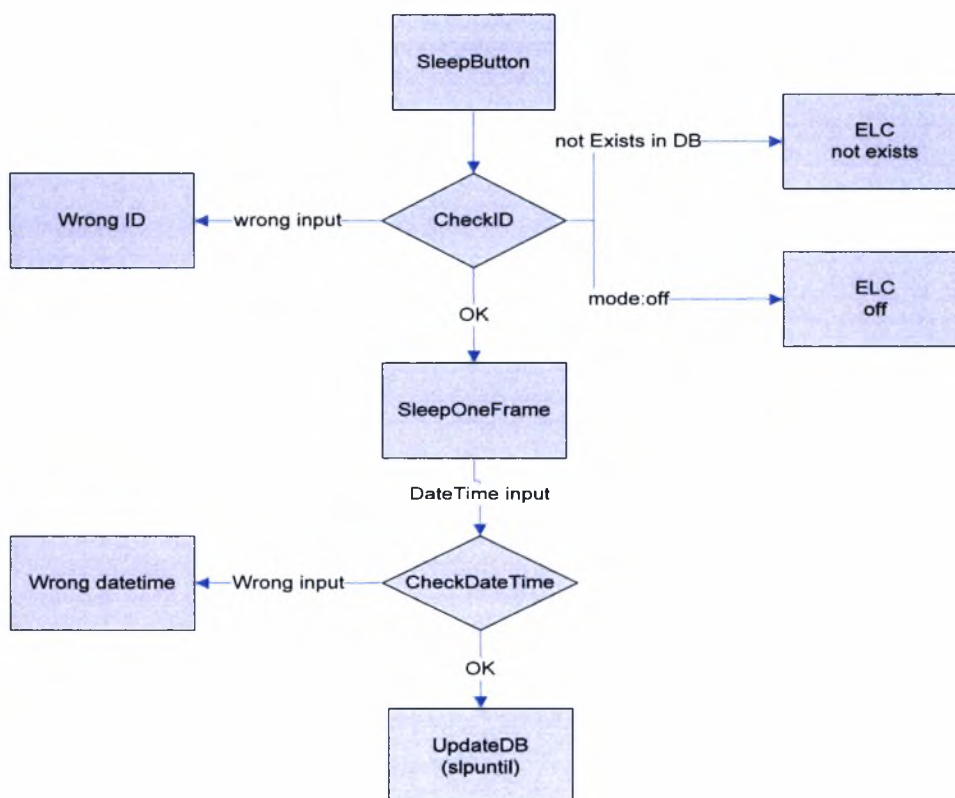 SleepButton
not Exists in DB
ELC
not exists
Wrong ID
wrong input
CheckID
mode:off
ELC
off
OK
SleepOneFrame
DateTime input
Wrong datetime
Wrong input
CheckDateTime
OK
UpdateDB
(slpuntil)